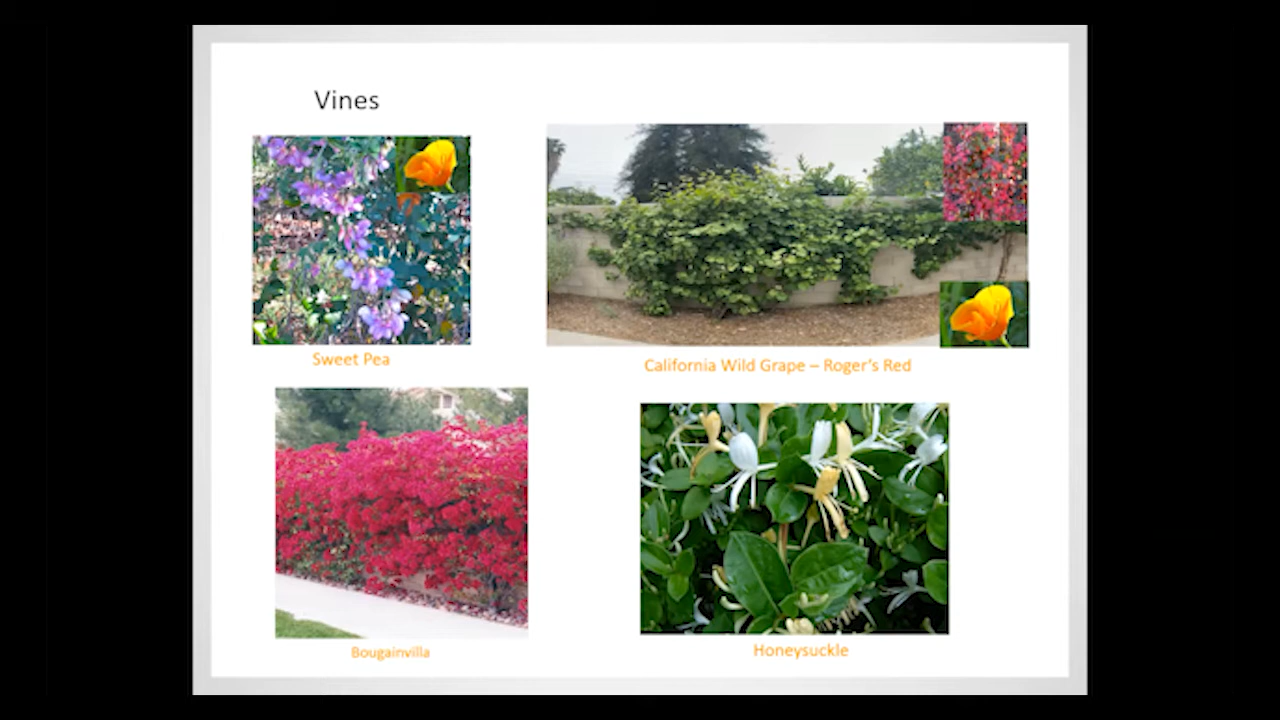 Vines
Sweet Pea
California Wild Grape – Roger's Red
Bougainvilla
Honeysuckle